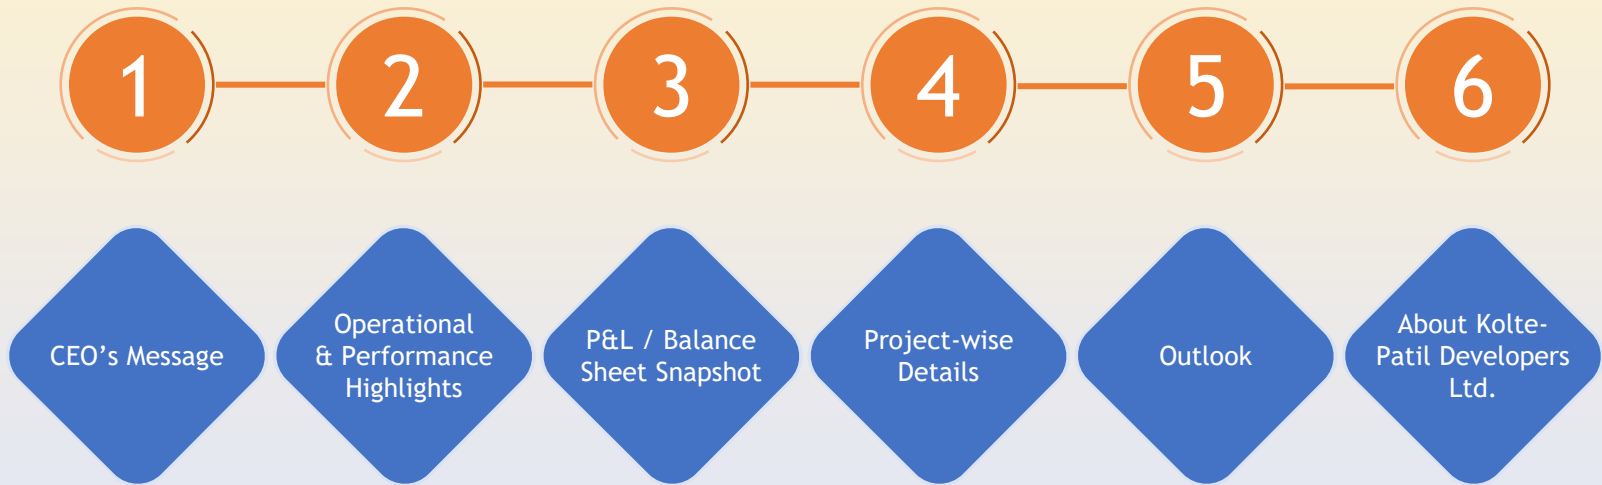 1
2
3
4
5
6
CEO’s Message
Operational
& Performance
Highlights
P&L / Balance
Sheet Snapshot
Project-wise
Details
Outlook
About Kolte-
Patil Developers
Ltd.